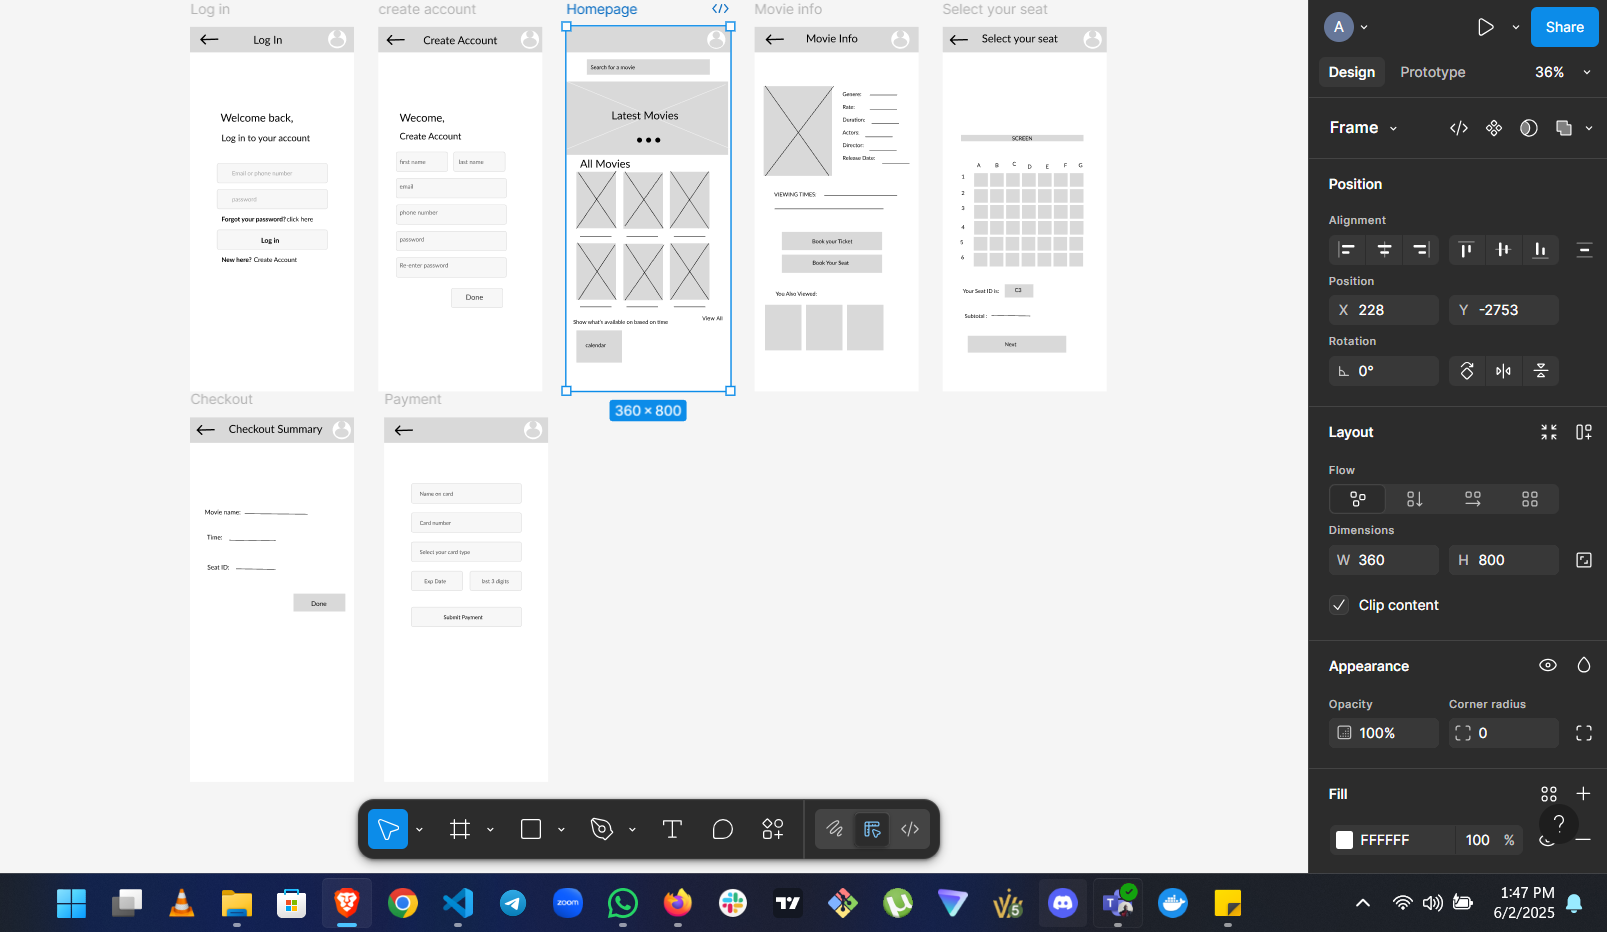 Log in
create account
Homepage
Movie info
Select your seat
Log In
Create Account
Movie Info
Select your seat
Welcome back,
Log in to your account
Email or phone number
password
Forgot your password? click here
Log in
New here? Create Account
Wecome,
Create Account
first name
last name
email
phone number
password
Re-enter password
Done
Search for a movie
Latest Movies
All Movies
Show what's available on based on time
View All
calendar
360 × 800
Genere:
Rate:
Duration:
Actors:
Director:
Release Date:
VIEWING TIMES:
Book your Ticket
Book Your Seat
You Also Viewed:
SCREEN
A B C D E F G
1
2
3
4
5
6
Your Seat ID is:
C3
Subtotal :
Next
Checkout
Payment
Checkout Summary
Movie name:
Time:
Seat ID:
Done
Name on card
Card number
Select your card type
Exp Date
last 3 digits
Submit Payment
A
Share
Design
Prototype
36%
Frame
Position
Alignment
Position
X 228
Y -2753
Rotation
0°
Layout
Flow
Dimensions
W 360
H 800
Clip content
Appearance
Opacity
Corner radius
100%
0
Fill
?
FFFFFF
100 %
zoom
5
1:47 PM
6/2/2025